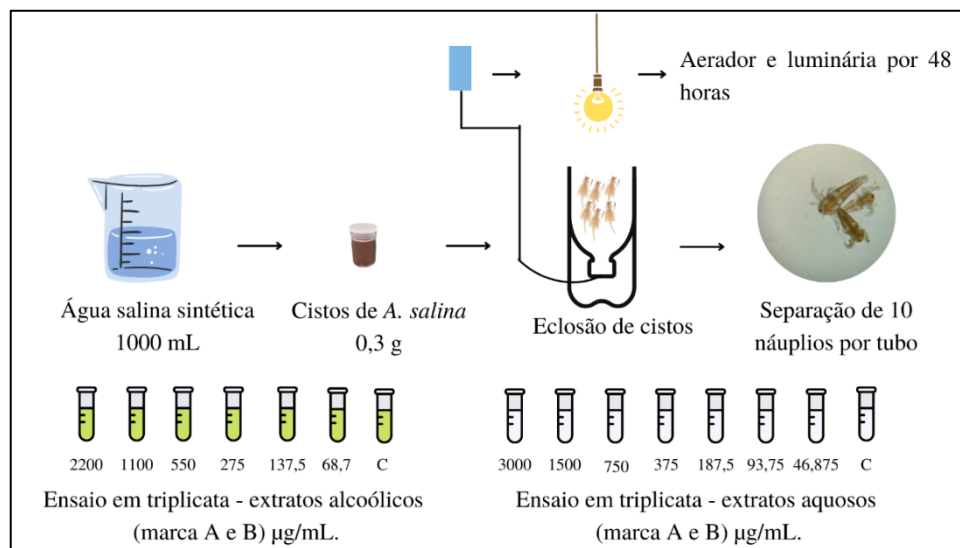 Aerador e luminária por 48
horas
Água salina sintética
1000 mL
Cistos de A. salina
0,3 g
Eclosão de cistos
Separação de 10
náuplios por tubo
2200 1100 550 275 137,5 68,7 C
Ensaio em triplicata - extratos alcoólicos
(marca A e B) µg/mL.
3000 1500 750 375 187,5 93,75 46,875 C
Ensaio em triplicata - extratos aquosos
(marca A e B) µg/mL.